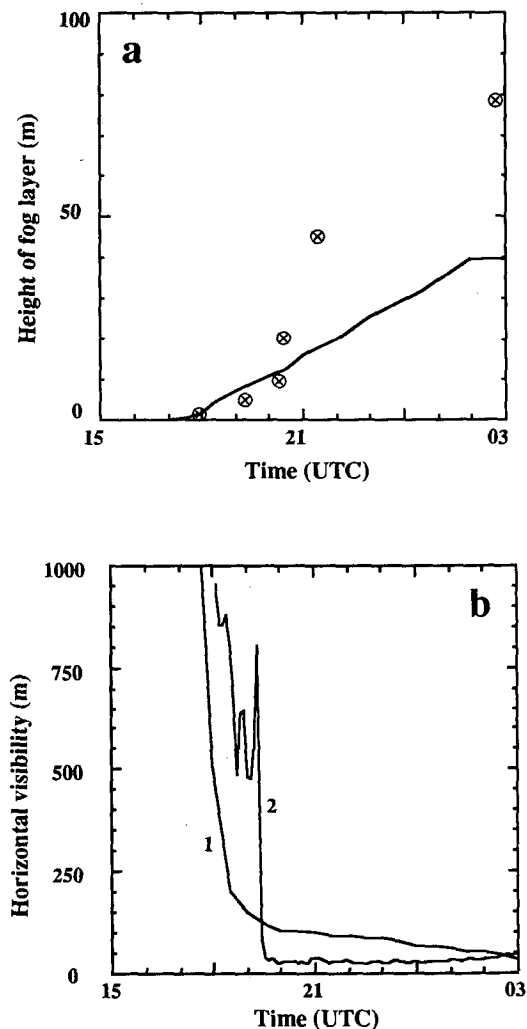 100
a
50
0
15
21
03
Height of fog layer (m)
Time (UTC)
1000
b
750
500
250
0
1
2
15
21
03
Horizontal visibility (m)
Time (UTC)